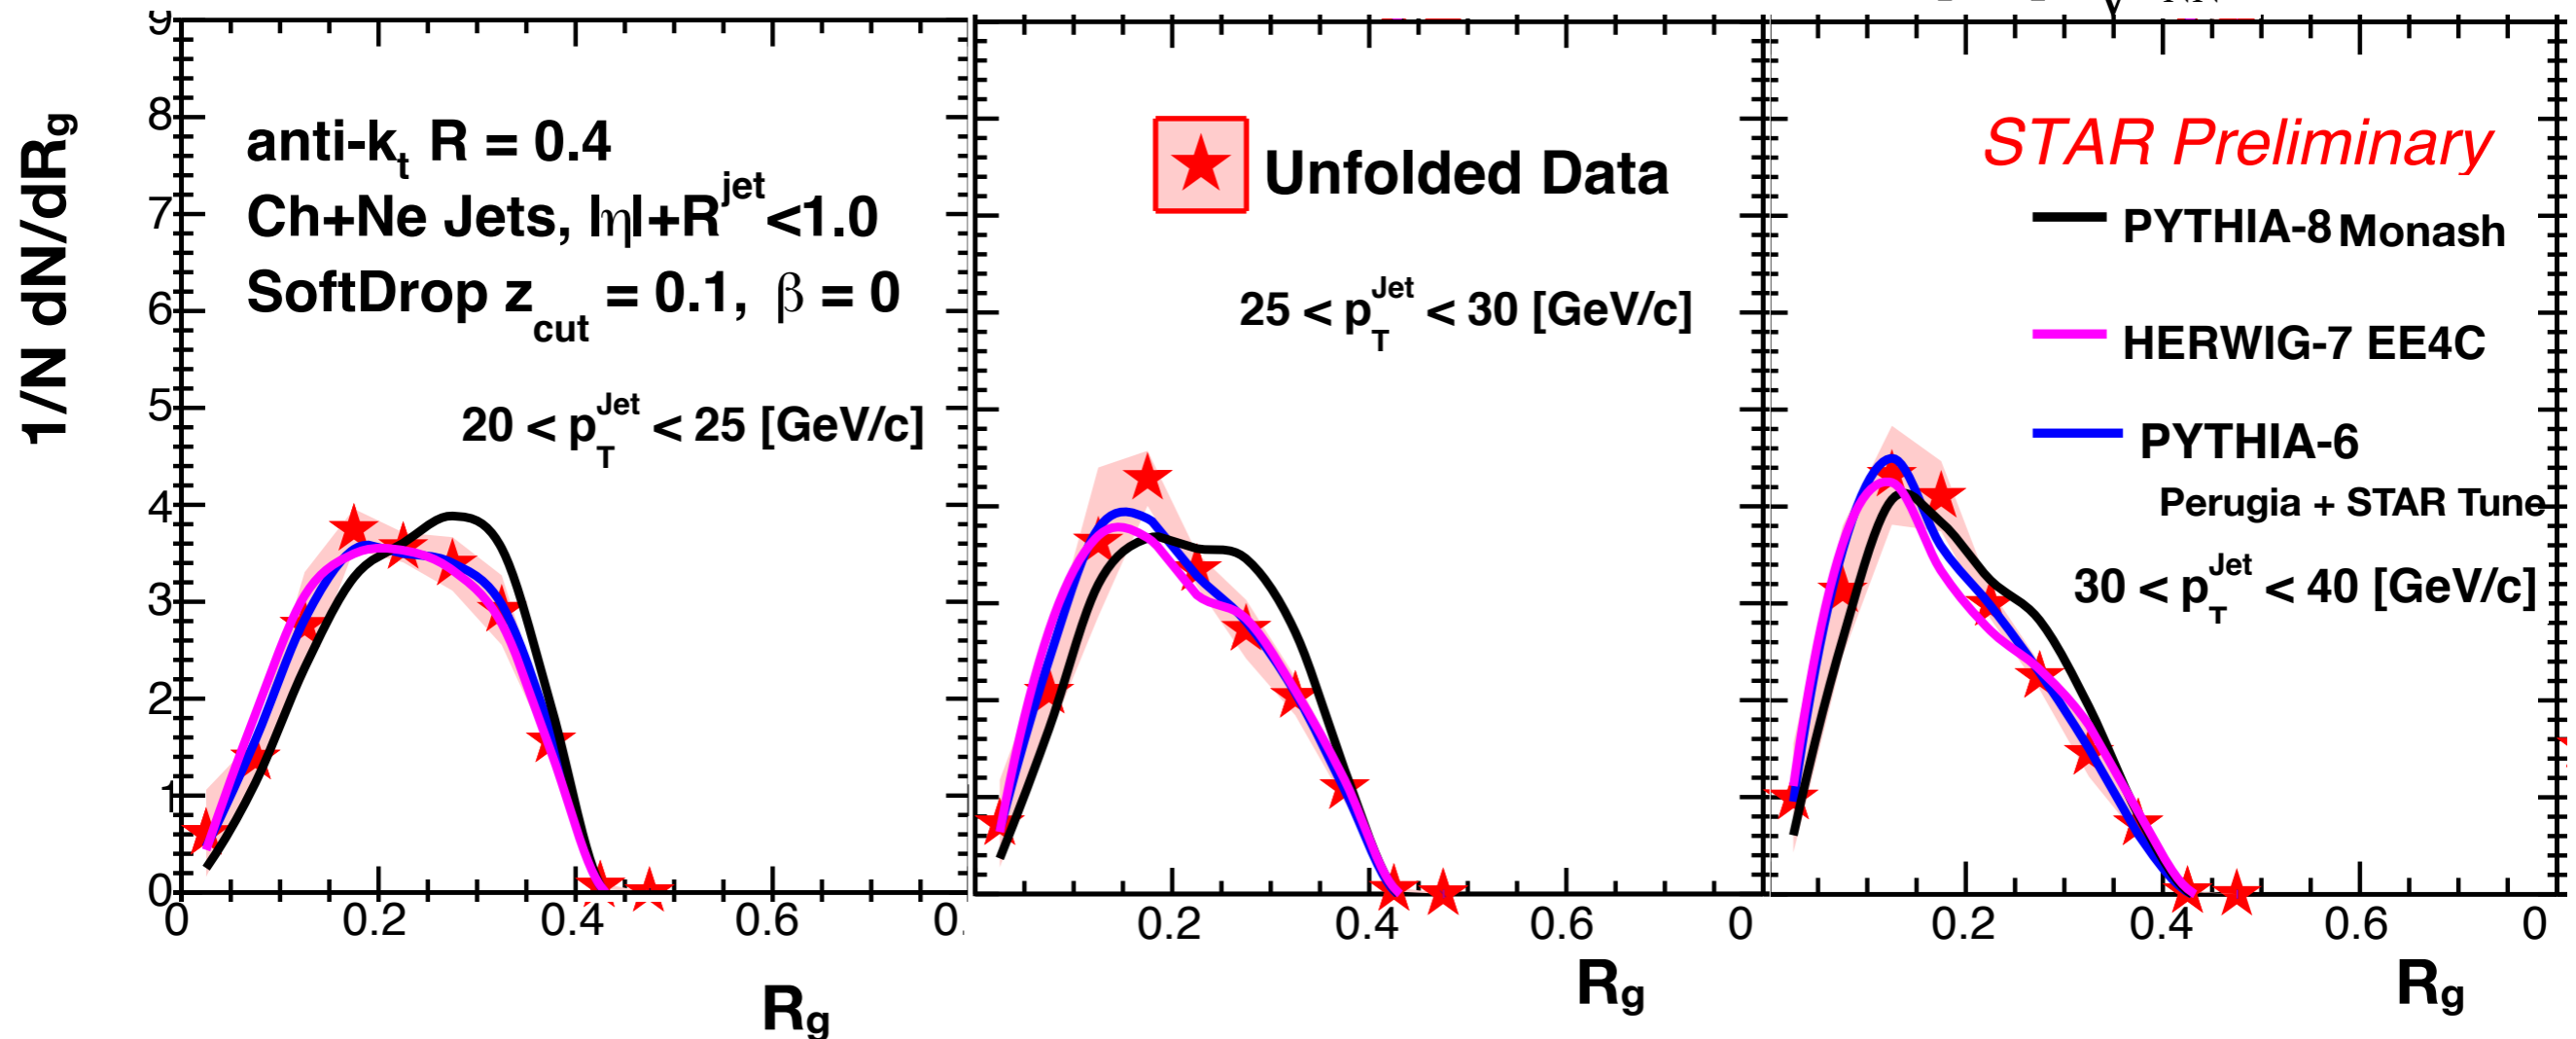 1/N dN/dRg
9
8
7
6
5
4
3
2
1
0
anti-kt R = 0.4
Ch+Ne Jets, |η|+Rjet<1.0
SoftDrop zcut = 0.1, β = 0
20 < pTJet < 25 [GeV/c]
0 0.2 0.4 0.6 0.
Rg
Unfolded Data
25 < pTJet < 30 [GeV/c]
0.2 0.4 0.6 0
Rg
STAR Preliminary
PYTHIA-8 Monash
HERWIG-7 EE4C
PYTHIA-6
Perugia + STAR Tune
30 < pTJet < 40 [GeV/c]
0.2 0.4 0.6 0
Rg